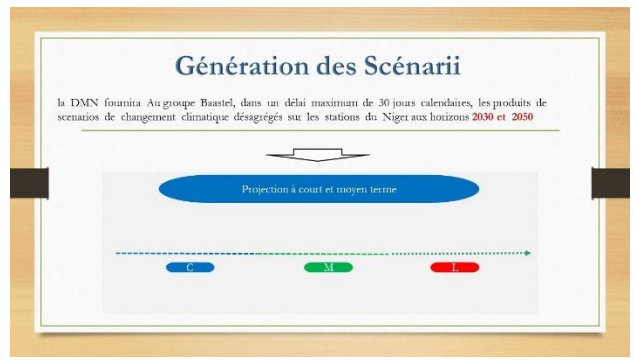 Génération des Scénarii
la DMN fournira Au groupe Baastel, dans un délai maximum de 30 jours calendaires, les produits de
scenarios de changement climatique désagrégés sur les stations du Niger aux horizons 2030 et 2050
Projection à court et moyen terme
C M L